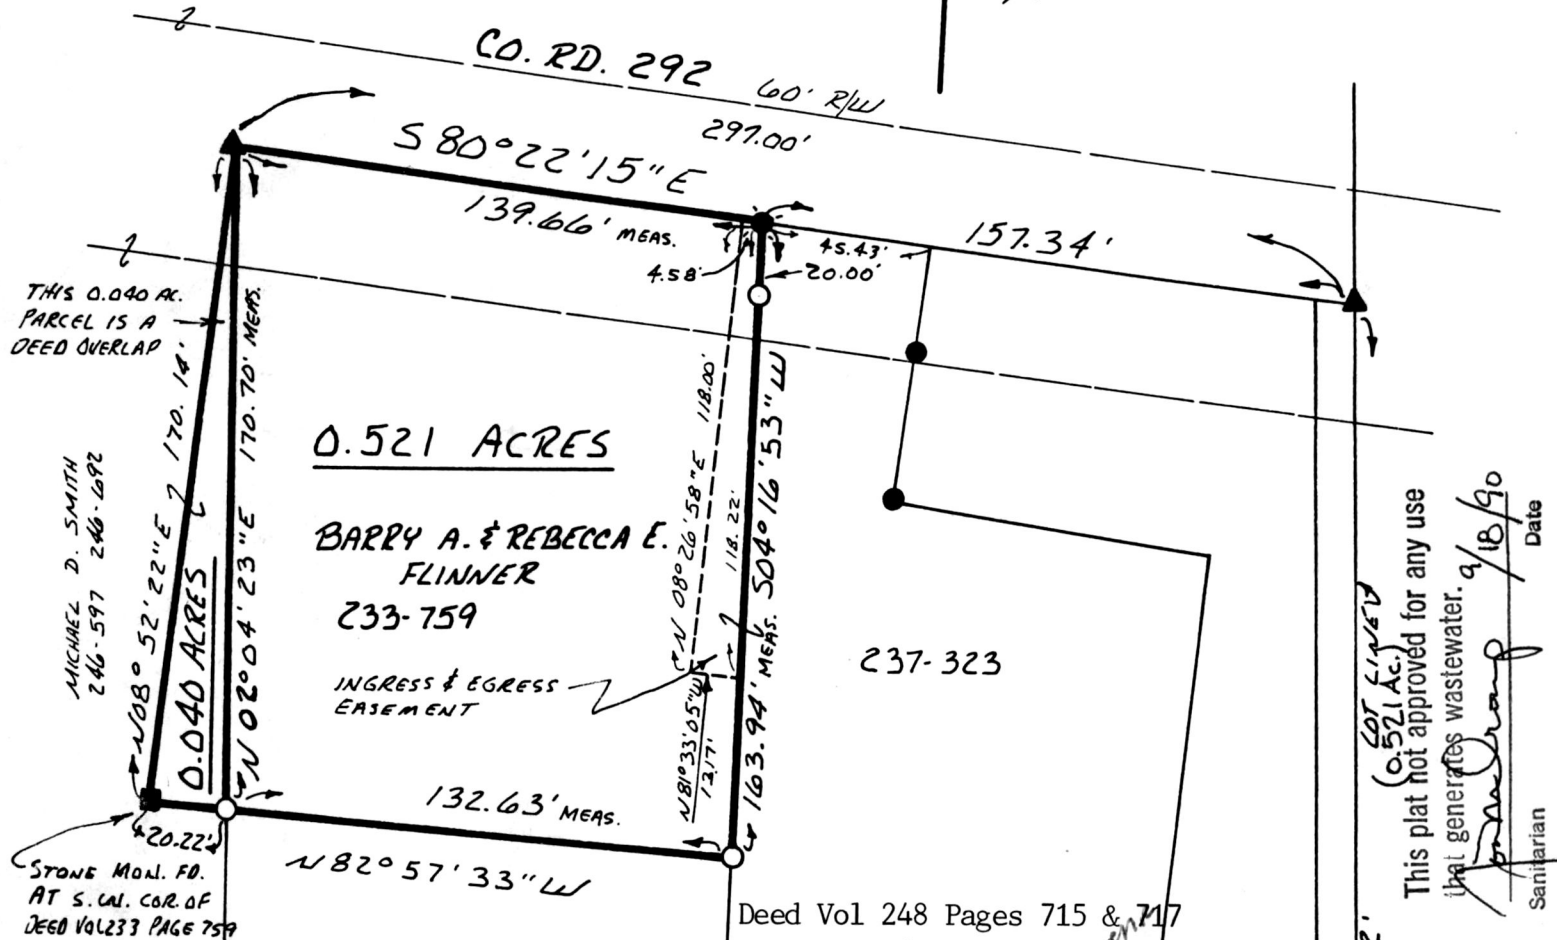 CO. RD. 292
60' R/W
297.00'
S 80° 22' 15" E
139.66' MEAS.
4.58'
45.43'
20.00'
157.34'
THIS 0.040 AC.
PARCEL IS A
DEED OVERLAP
170.14'
170.70' MEAS.
N 08° 52' 22" E
N 02° 04' 23" E
0.040 ACRES
MICHAEL D. SMITH
246-597 246-692
0.521 ACRES
BARRY A. & REBECCA E.
FLINNER
233-759
INGRESS & EGRESS
EASEMENT
N 08° 26' 58" E 118.00'
118.22'
S 04° 16' 53" W
163.94' MEAS.
N 81° 33' 05" W
12.17'
237-323
132.63' MEAS.
N 82° 57' 33" W
20.22'
STONE MON. FD.
AT S.W. COR. OF
DEED VOL 233 PAGE 759
Deed Vol 248 Pages 715 & 717
LOT LINE
(0.521 Ac.)
This plat not approved for any use
that generates wastewater.
9/18/90
Date
Sanitarian